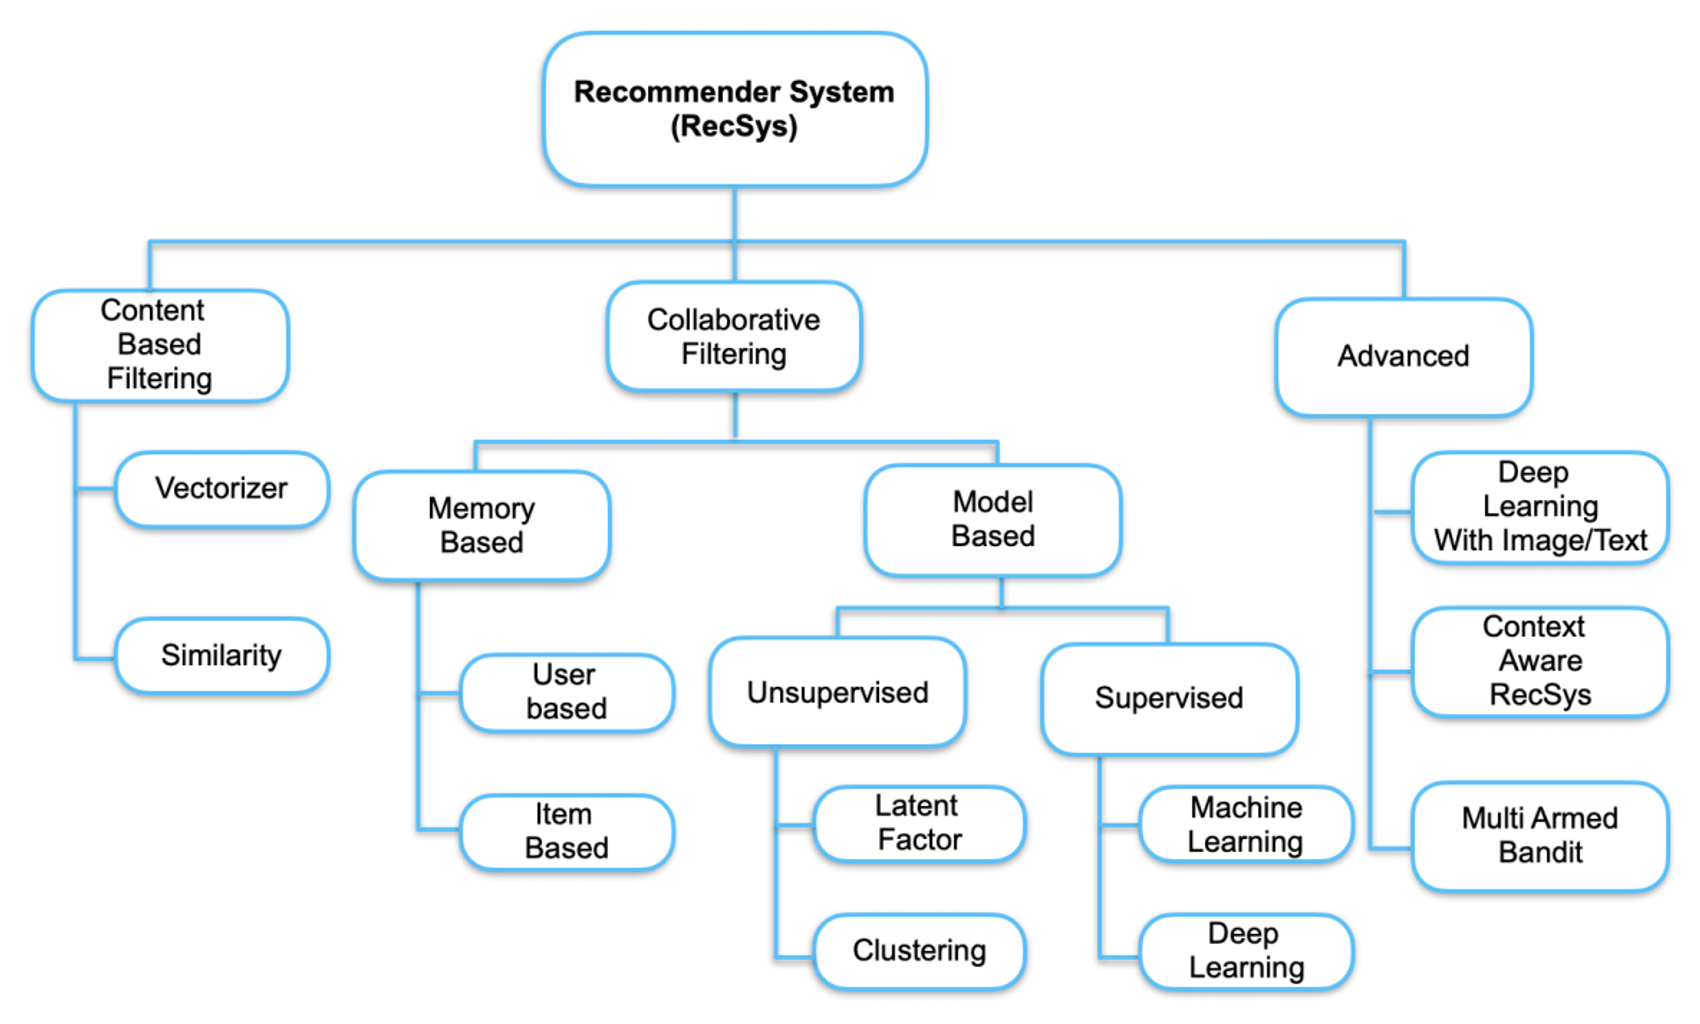 Recommender System
(RecSys)
Content
Based
Filtering
Collaborative
Filtering
Advanced
Vectorizer
Similarity
Memory
Based
Model
Based
User
based
Item
Based
Unsupervised
Supervised
Latent
Factor
Clustering
Machine
Learning
Deep
Learning
Deep
Learning
With Image/Text
Context
Aware
RecSys
Multi Armed
Bandit